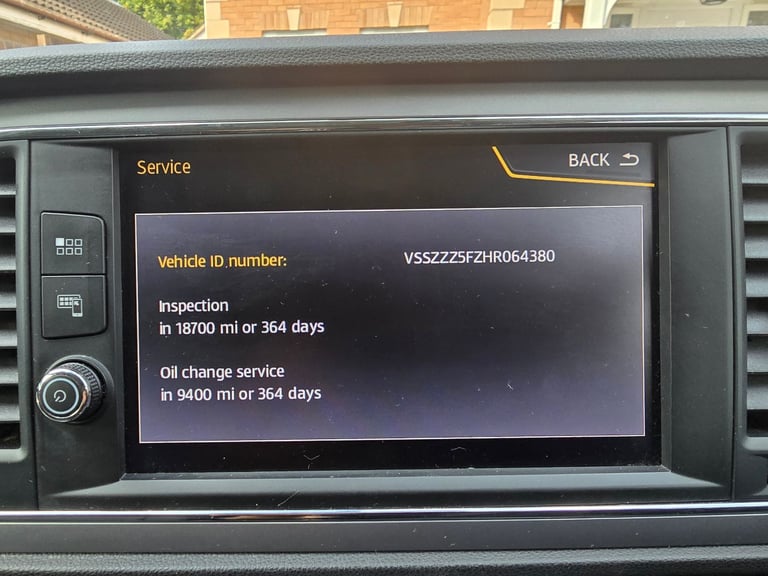 Service
BACK
Vehicle ID number: VSSZZZ5FZHR064380
Inspection
in 18700 mi or 364 days
Oil change service
in 9400 mi or 364 days